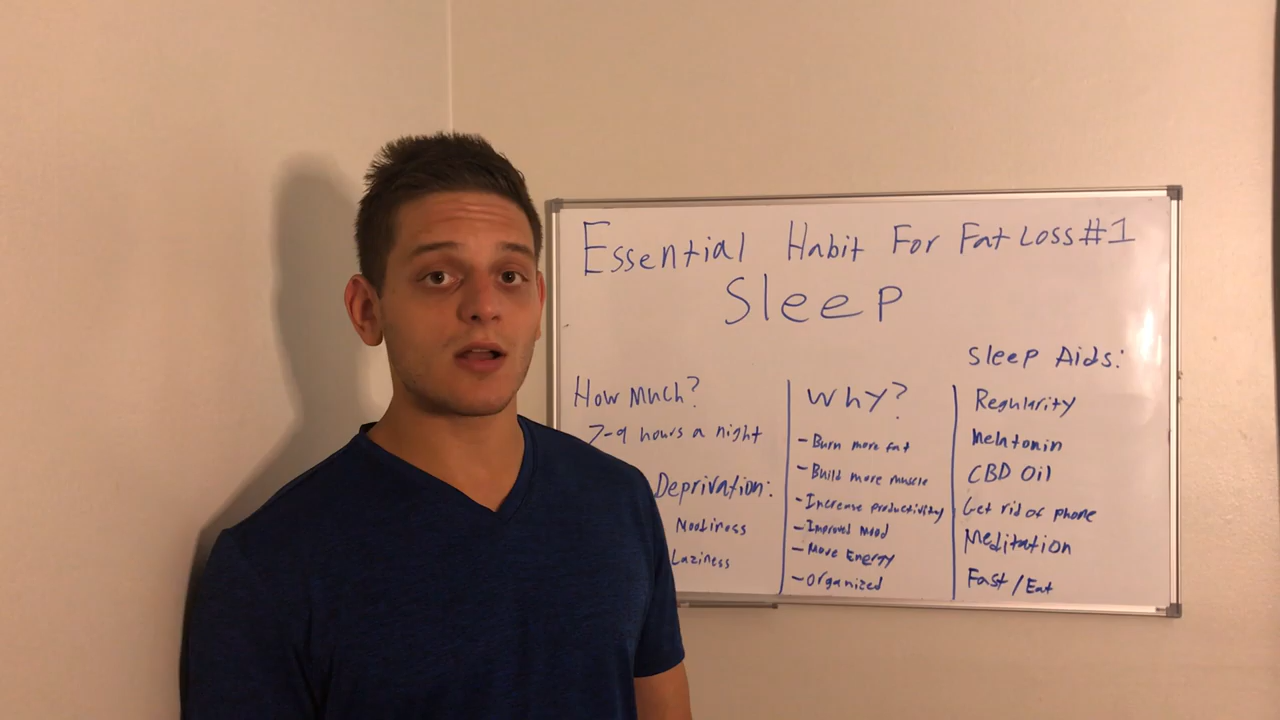 Essential Habit For Fat Loss #1
Sleep
How Much?
7-9 hours a night
Deprivation:
Moodiness
Laziness
Why?
- Burn more fat
- Build more muscle
- Increase productivity
- Improved mood
- More Energy
- Organized
Sleep Aids:
Regularity
Melatonin
CBD Oil
Get rid of phone
Meditation
Fast / Eat